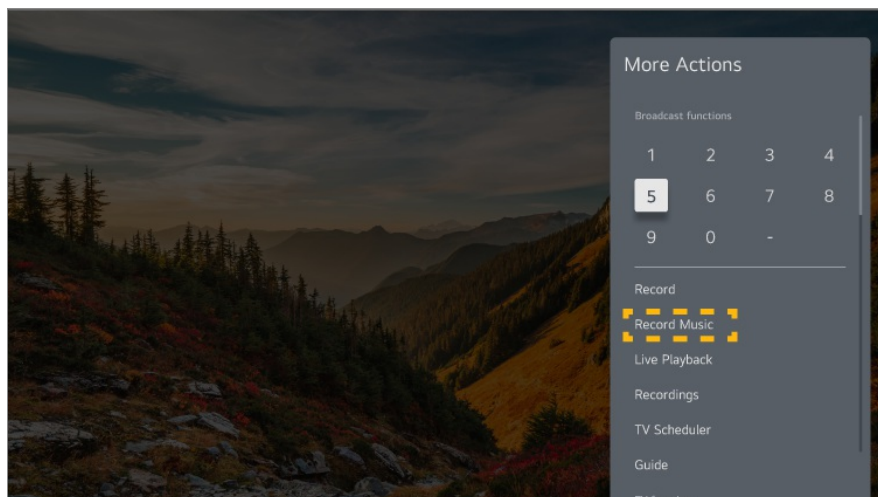 More Actions
Broadcast functions
1 2 3 4
5 6 7 8
9 0 -
Record
Record Music
Live Playback
Recordings
TV Scheduler
Guide